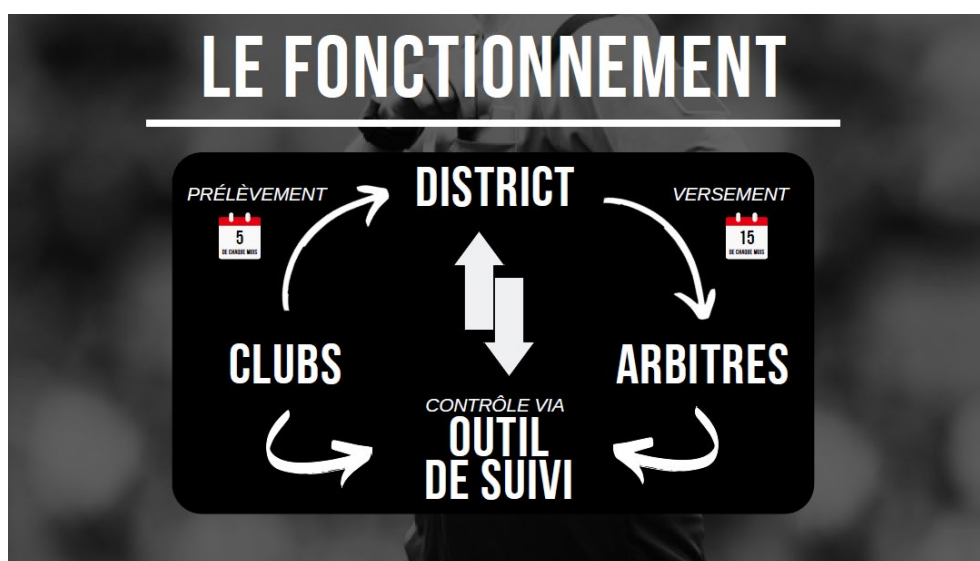 LE FONCTIONNEMENT
PRÉLÈVEMENT
5
DE CHAQUE MOIS
DISTRICT
VERSEMENT
15
DE CHAQUE MOIS
CLUBS
ARBITRES
CONTRÔLE VIA
OUTIL
DE SUIVI